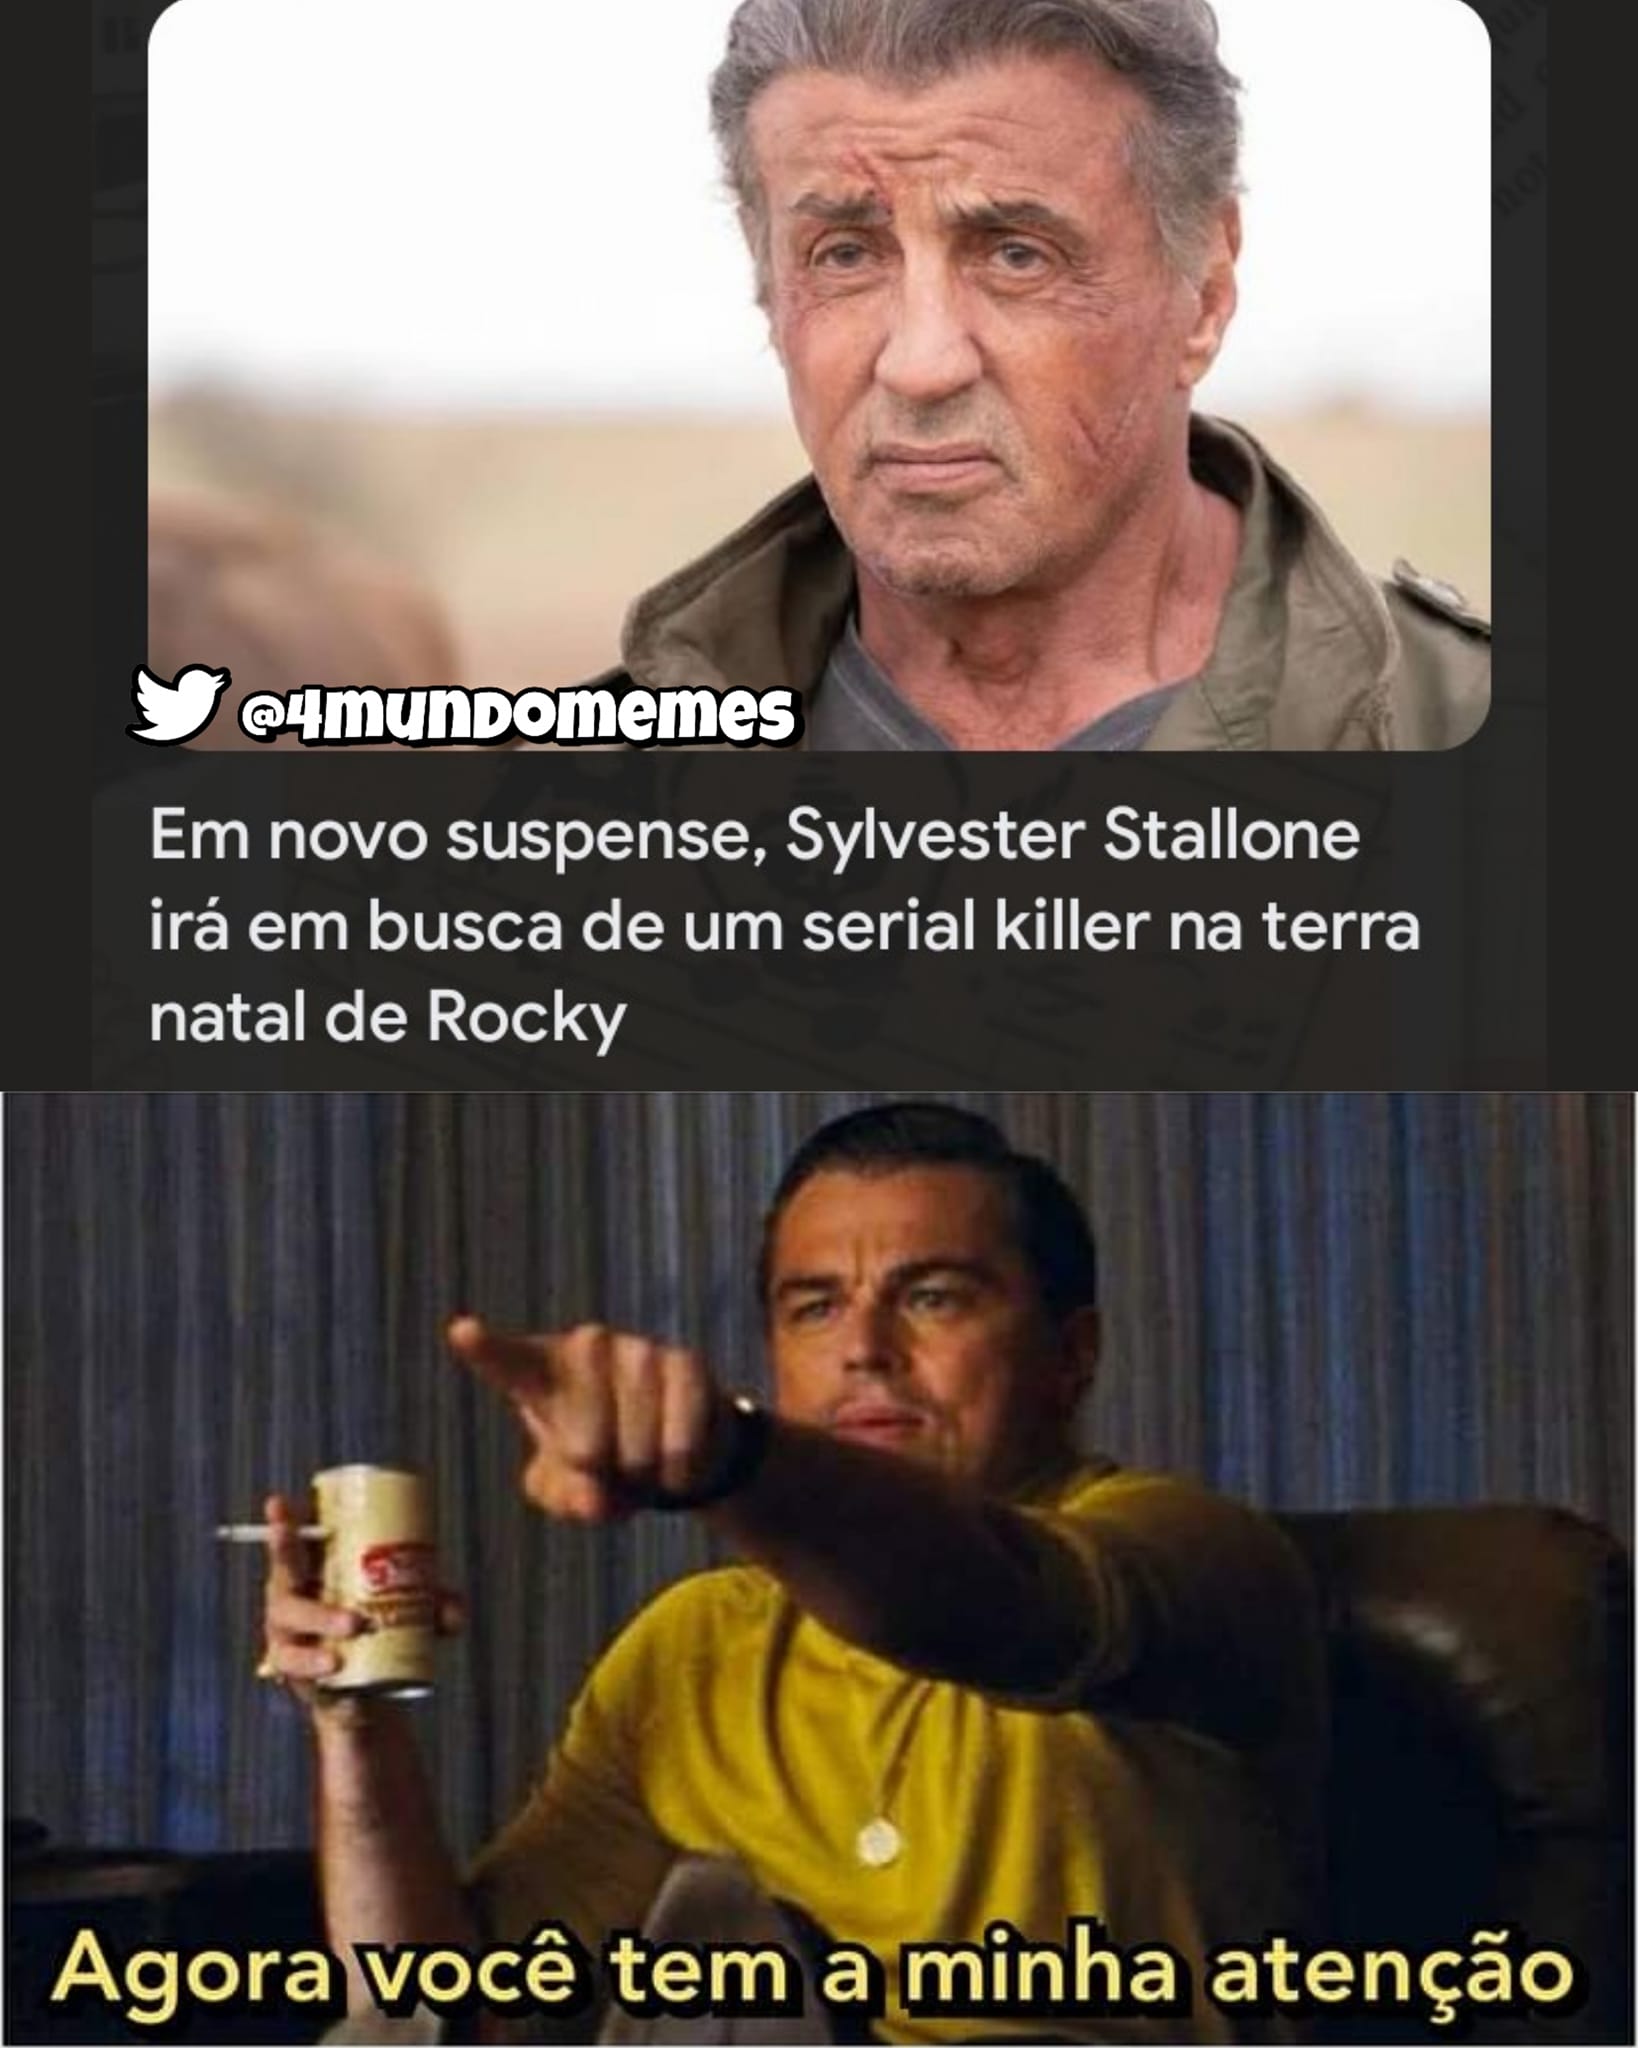 @4mundomemes
Em novo suspense, Sylvester Stallone
irá em busca de um serial killer na terra
natal de Rocky
Agora você tem a minha atenção